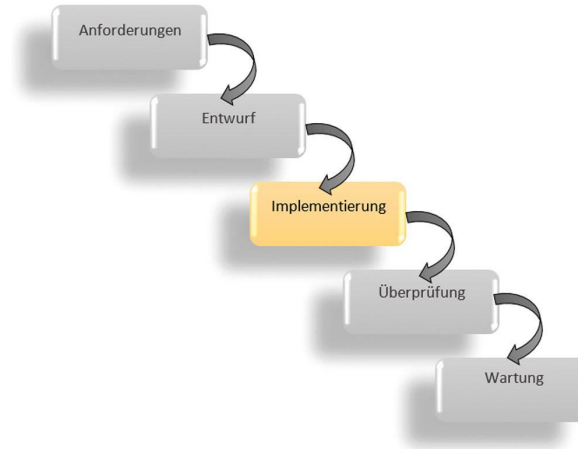 Anforderungen
Entwurf
Implementierung
Überprüfung
Wartung